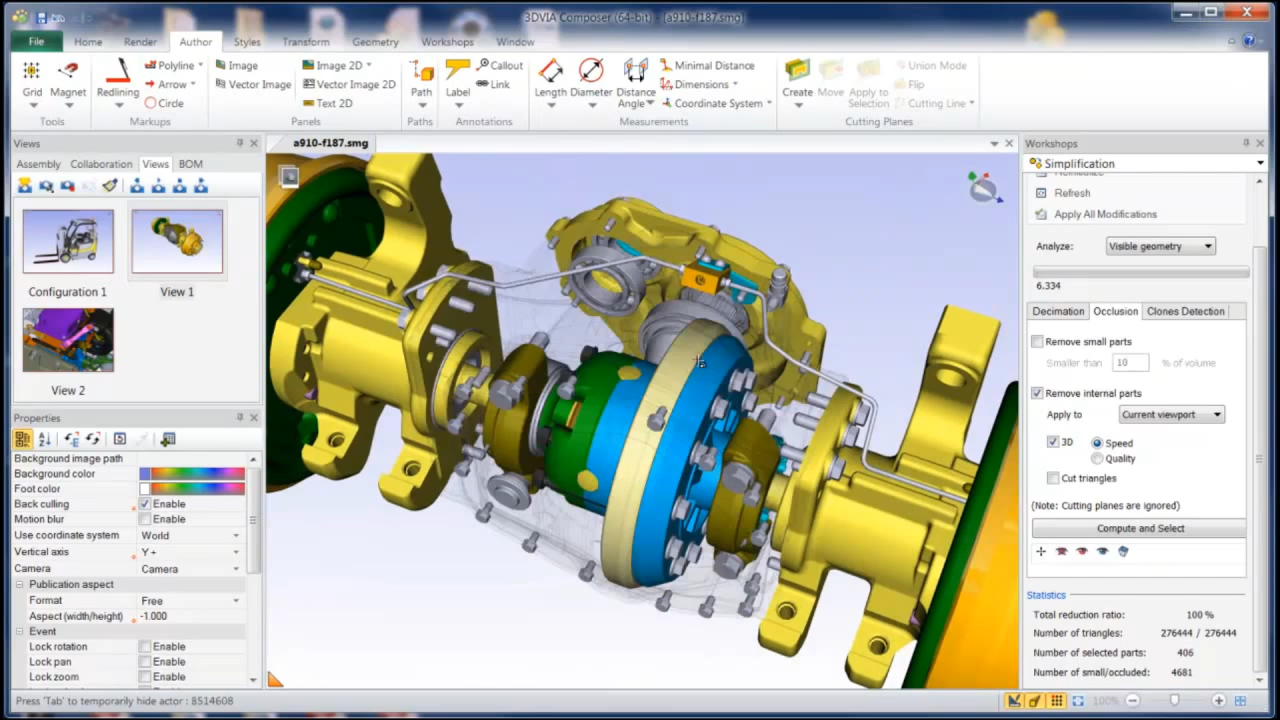 3DVIA Composer (64-bit) - [a910-f187.smg]
File Home Render Author Styles Transform Geometry Workshops Window
Grid Magnet
Tools
Redlining Polyline Arrow Circle
Markups
Image Vector Image Image 2D Vector Image 2D Text 2D
Panels
Path
Paths
Label Callout Link
Annotations
Length Diameter Distance Angle Minimal Distance Dimensions Coordinate System
Measurements
Create Move Apply to Selection Union Mode Flip Cutting Line
Cutting Planes
Views
Assembly Collaboration Views BOM
Configuration 1 View 1
View 2
Properties
Background image path
Background color
Foot color
Back culling Enable
Motion blur Enable
Use coordinate system World
Vertical axis Y +
Camera Camera
Publication aspect
Format Free
Aspect (width/height) -1.000
Event
Lock rotation Enable
Lock pan Enable
Lock zoom Enable
a910-f187.smg
Workshops
Simplification
Refresh
Apply All Modifications
Analyze: Visible geometry
6.334
Decimation Occlusion Clones Detection
Remove small parts
Smaller than 10 % of volume
Remove internal parts
Apply to Current viewport
3D Speed
Quality
Cut triangles
(Note: Cutting planes are ignored)
Compute and Select
Statistics
Total reduction ratio: 100 %
Number of triangles: 276444 / 276444
Number of selected parts: 406
Number of small/occluded: 4681
Press 'Tab' to temporarily hide actor : 8514608
100%